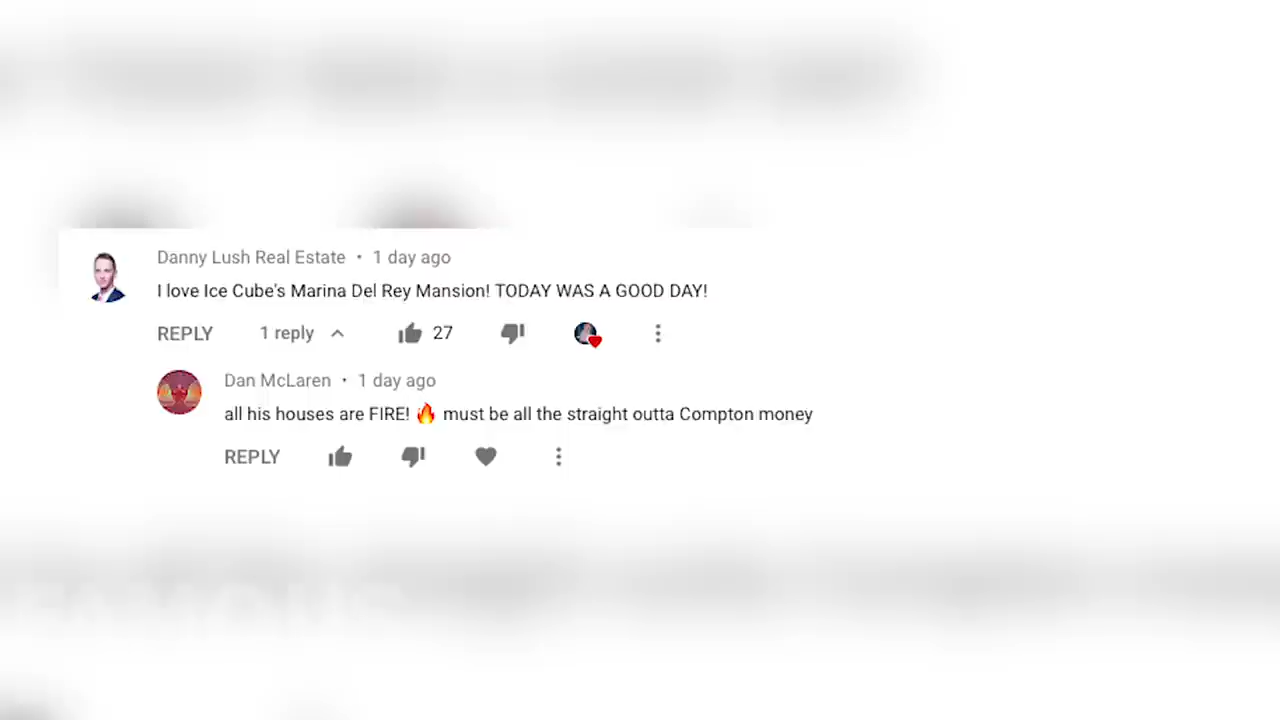 Danny Lush Real Estate • 1 day ago
I love Ice Cube's Marina Del Rey Mansion! TODAY WAS A GOOD DAY!
REPLY 1 reply 27
Dan McLaren • 1 day ago
all his houses are FIRE! 🔥 must be all the straight outta Compton money
REPLY
FAMOUS